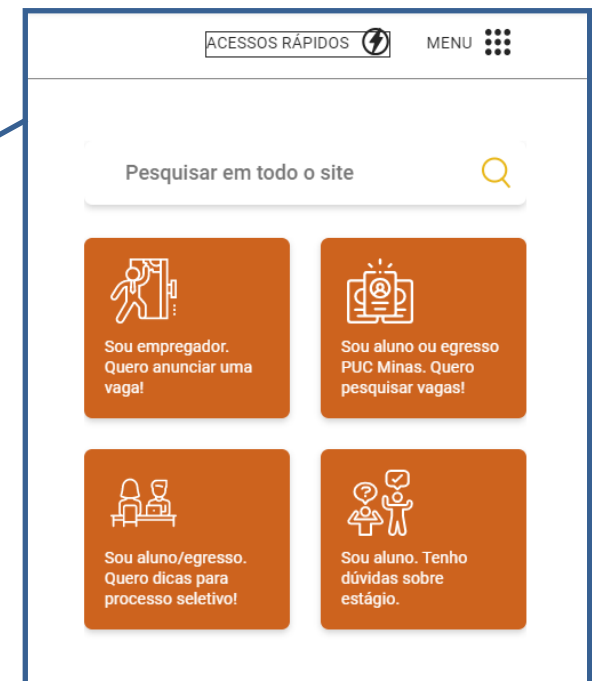 ACESSOS RÁPIDOS MENU
Pesquisar em todo o site
Sou empregador.
Quero anunciar uma
vaga!
Sou aluno ou egresso
PUC Minas. Quero
pesquisar vagas!
Sou aluno/egresso.
Quero dicas para
processo seletivo!
Sou aluno. Tenho
dúvidas sobre
estágio.